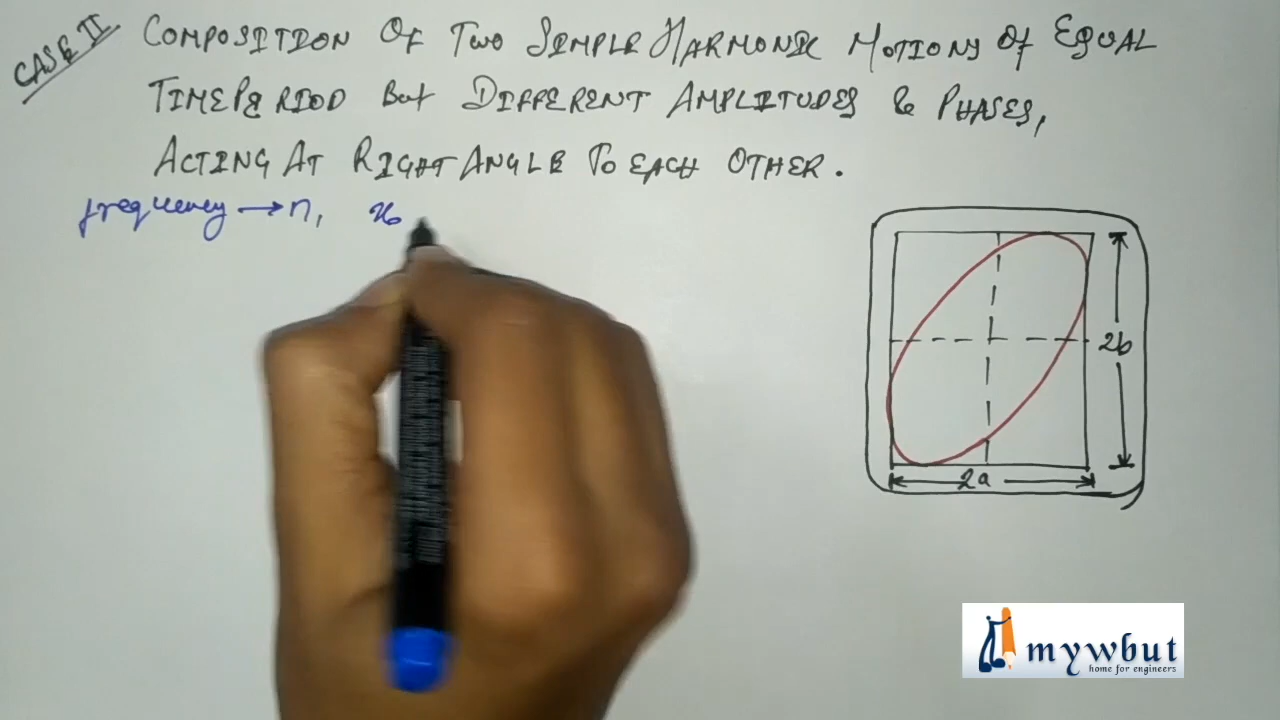 CASE II
COMPOSITION OF TWO SIMPLE HARMONIC MOTIONS OF EQUAL
TIME PERIOD BUT DIFFERENT AMPLITUDES & PHASES,
ACTING AT RIGHT ANGLE TO EACH OTHER.
frequency → n,
2b
2a
mywbut
home for engineers